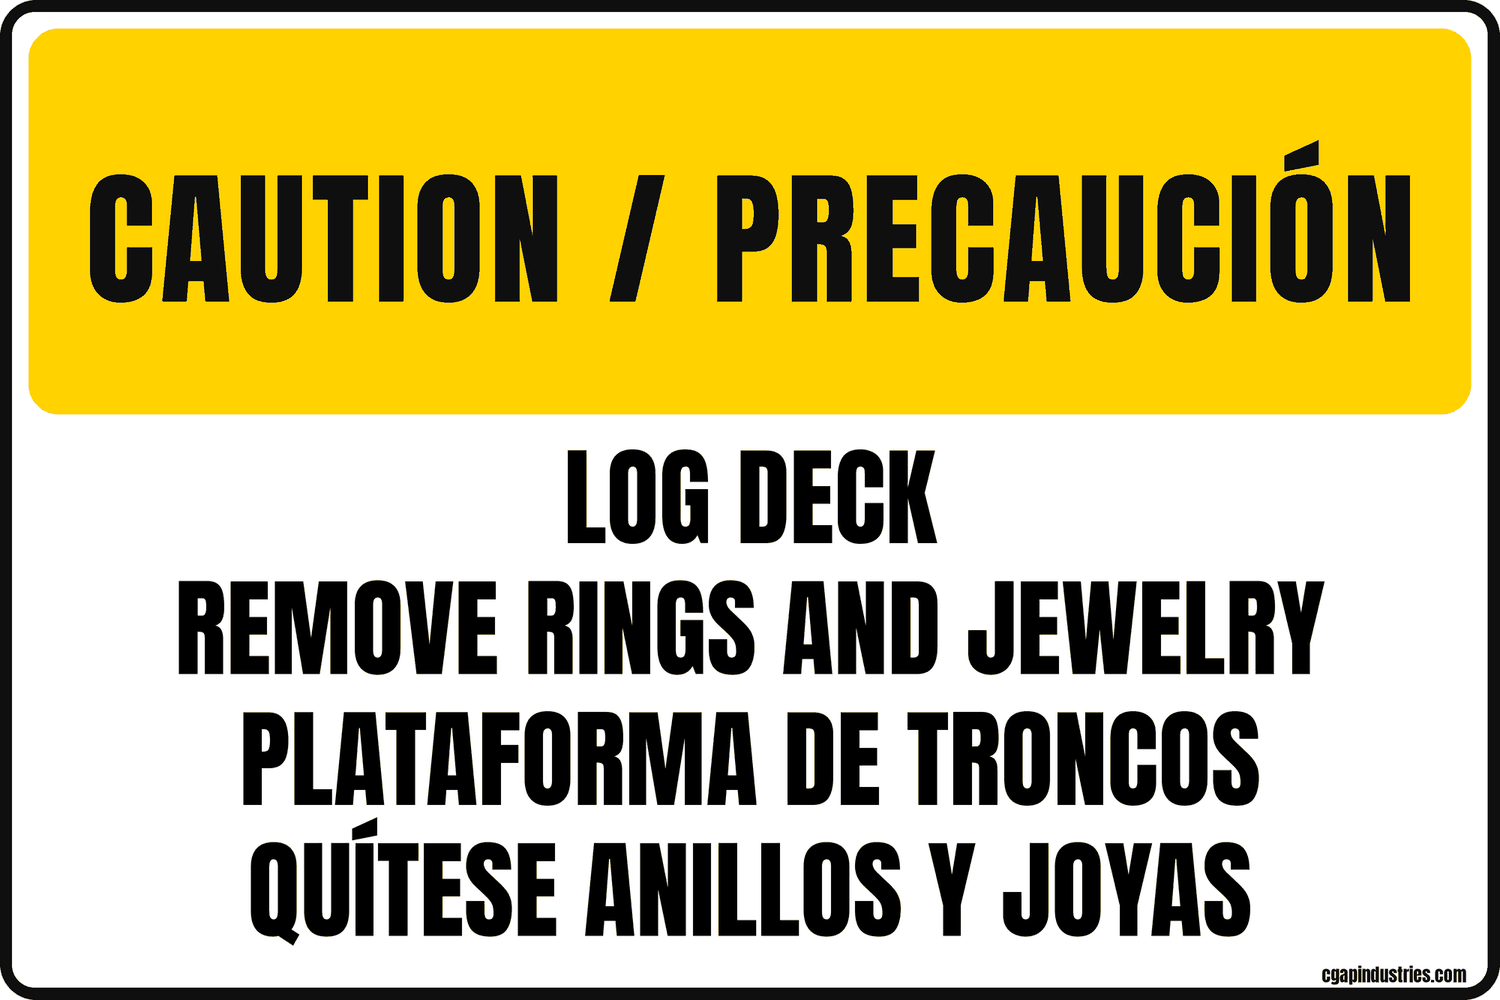 CAUTION / PRECAUCIÓN
LOG DECK
REMOVE RINGS AND JEWELRY
PLATAFORMA DE TRONCOS
QUÍTESE ANILLOS Y JOYAS
cgapindustries.com